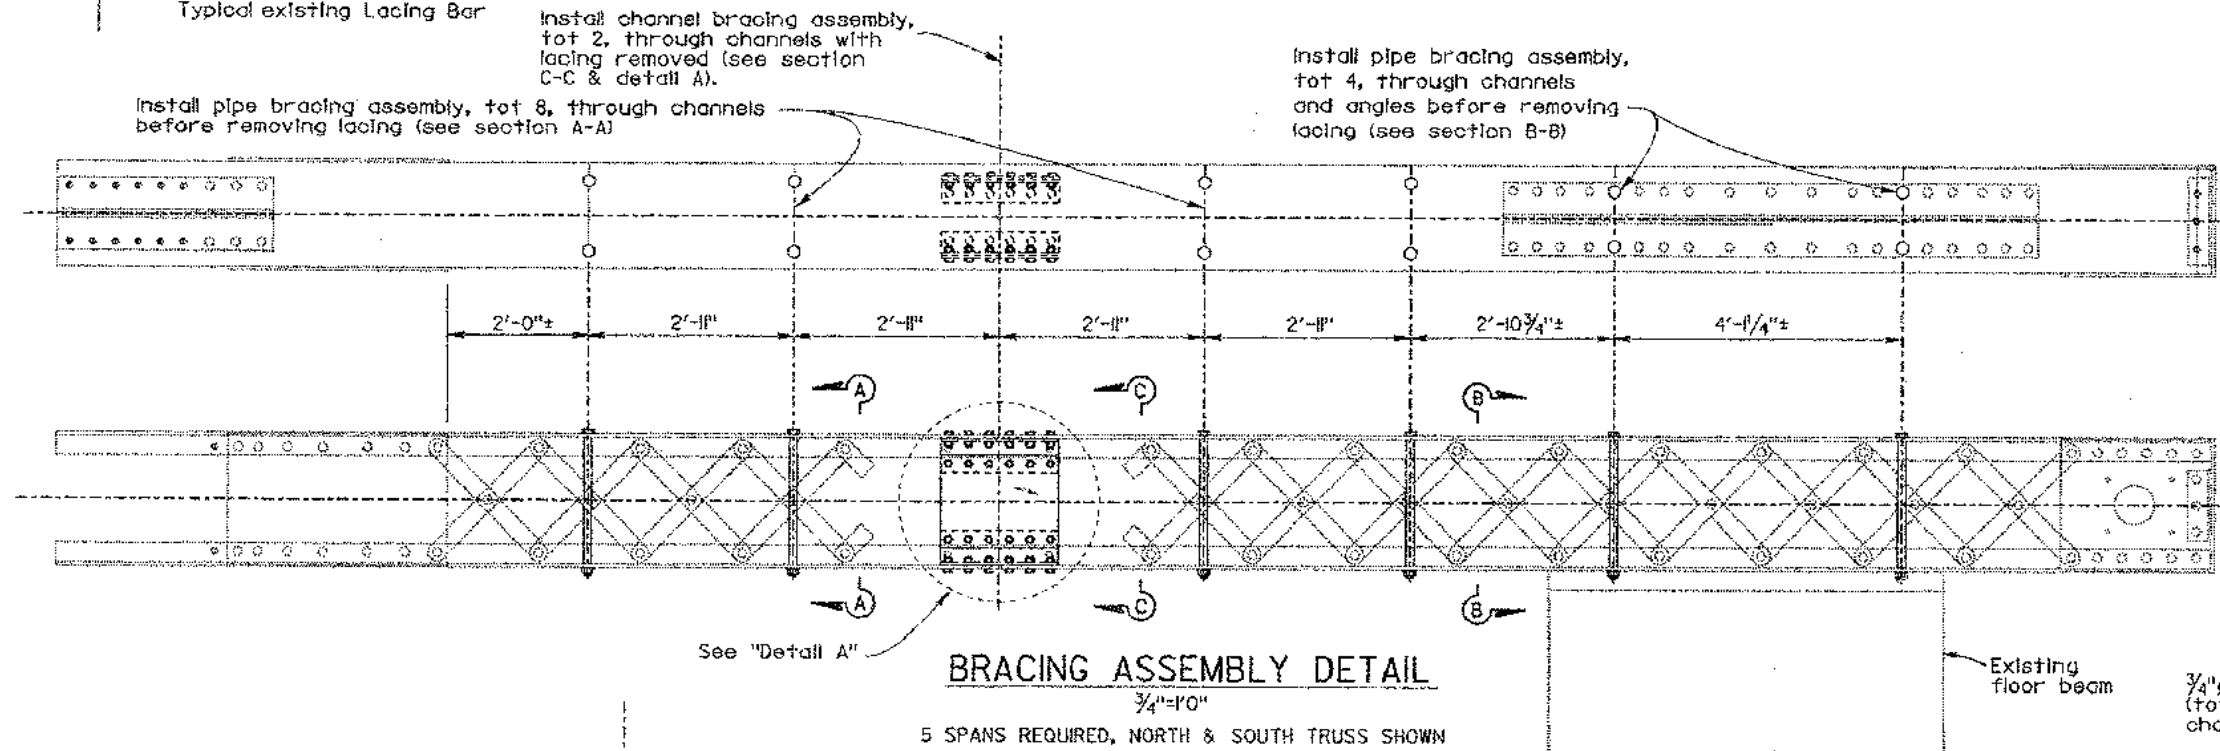 Typical existing Lacing Bar
Install channel bracing assembly,
tot 2, through channels with
lacing removed (see section
C-C & detail A).
Install pipe bracing assembly,
tot 4, through channels
and angles before removing
lacing (see section B-B)
Install pipe bracing assembly, tot 8, through channels
before removing lacing (see section A-A)
2'-0"± 2'-11" 2'-11" 2'-11" 2'-11" 2'-10¾"± 4'-1¼"±
A C B
A C B
See "Detail A"
BRACING ASSEMBLY DETAIL
¾"=1'0"
5 SPANS REQUIRED, NORTH & SOUTH TRUSS SHOWN
Existing
floor beam
¾"
(to
cha